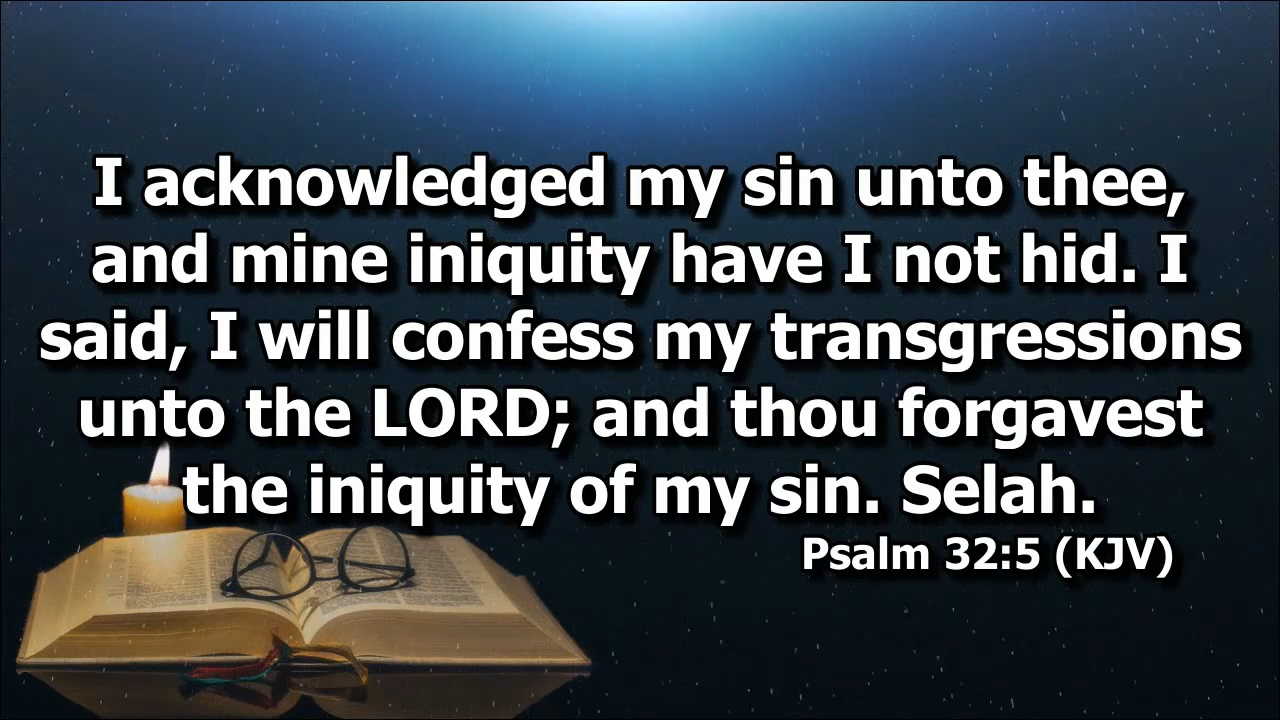 I acknowledged my sin unto thee,
and mine iniquity have I not hid. I
said, I will confess my transgressions
unto the LORD; and thou forgavest
the iniquity of my sin. Selah.
Psalm 32:5 (KJV)